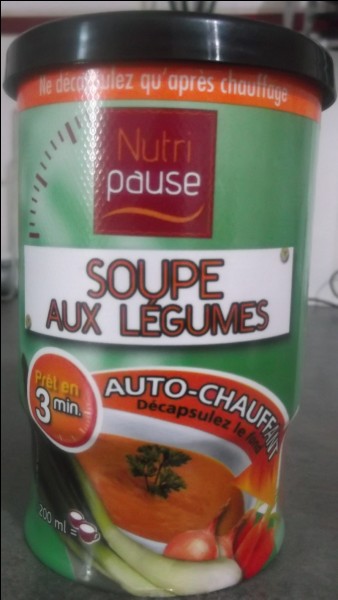 Ne décapsulez qu'après chauffage
Nutri
pause
SOUPE
AUX LÉGUMES
Prêt en
3 min.
AUTO-CHAUFFANT
Décapsulez le fond
200 ml =